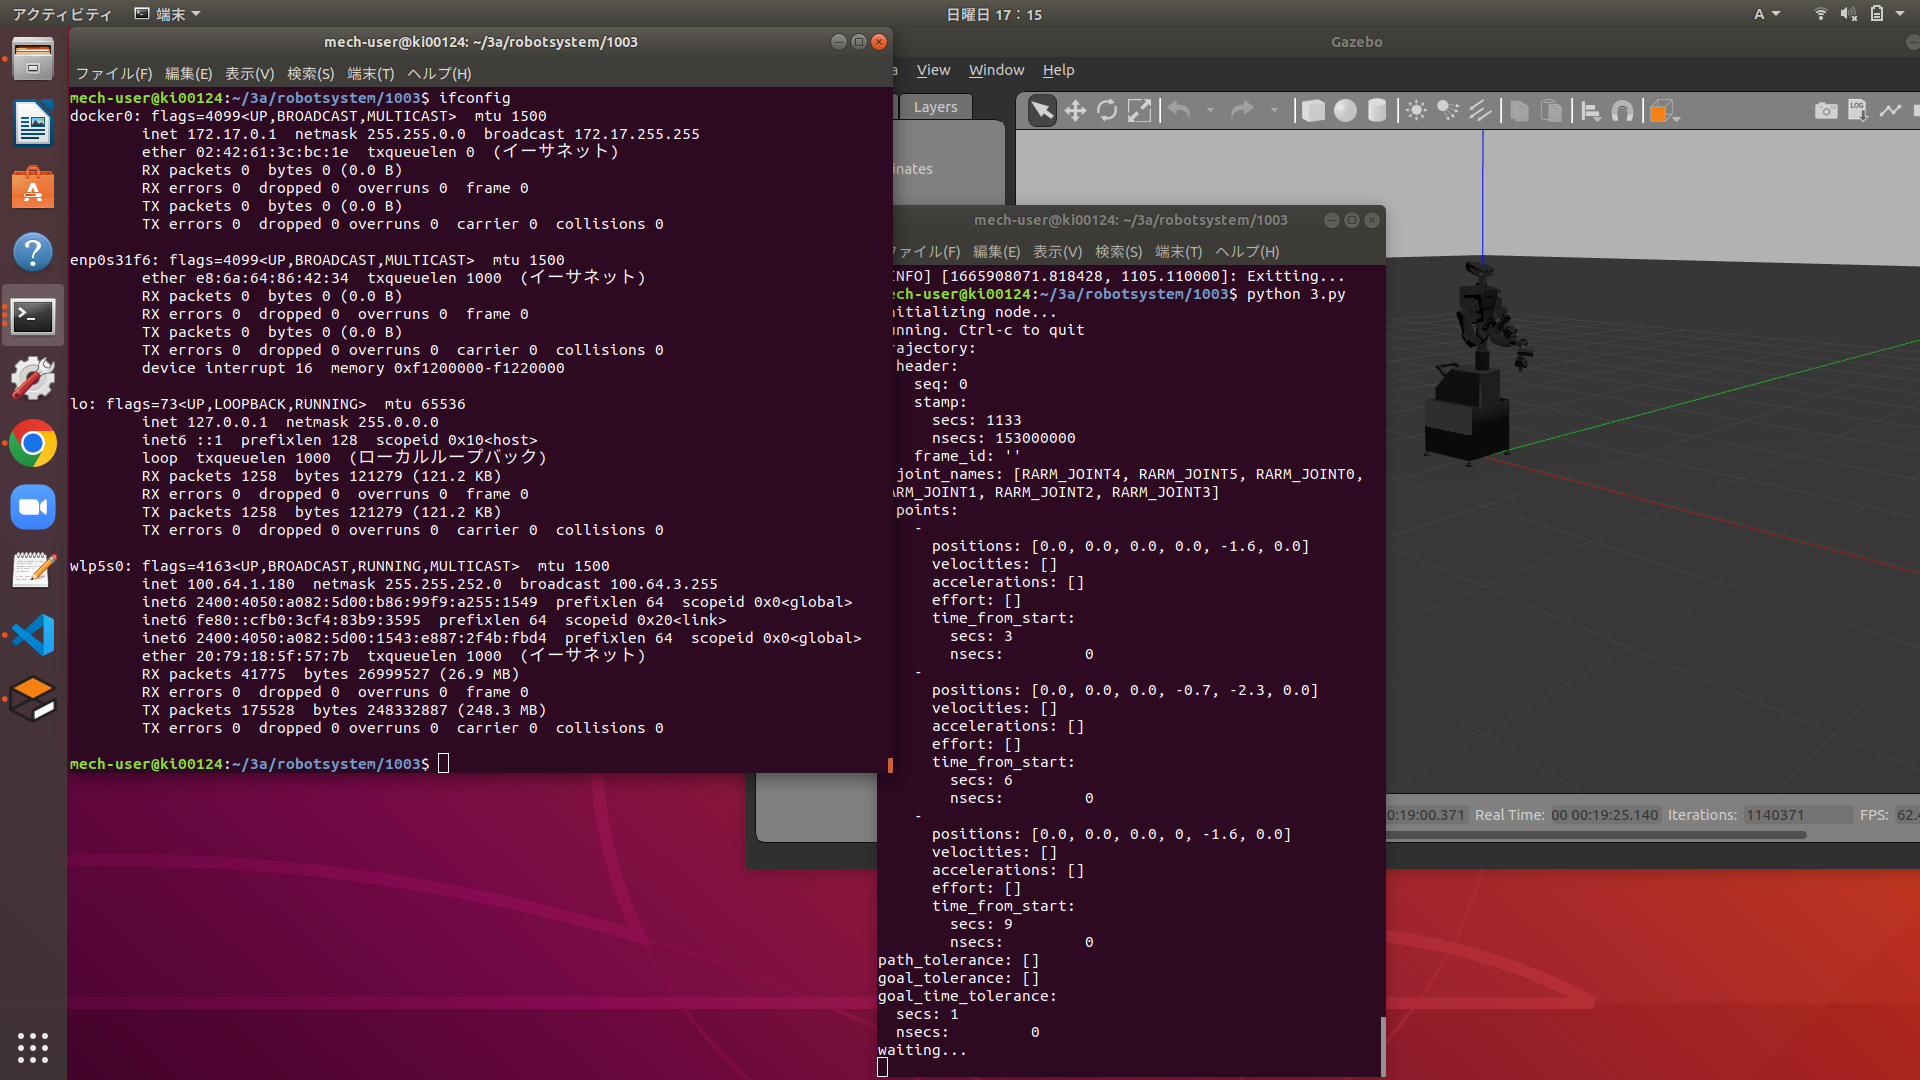 アクティビティ
端末
日曜日 17：15
A
mech-user@ki00124: ~/3a/robotsystem/1003
ファイル(F) 編集(E) 表示(V) 検索(S) 端末(T) ヘルプ(H)
mech-user@ki00124:~/3a/robotsystem/1003$ ifconfig
docker0: flags=4099<UP,BROADCAST,MULTICAST>  mtu 1500
        inet 172.17.0.1  netmask 255.255.0.0  broadcast 172.17.255.255
        ether 02:42:61:3c:bc:1e  txqueuelen 0  (イーサネット)
        RX packets 0  bytes 0 (0.0 B)
        RX errors 0  dropped 0  overruns 0  frame 0
        TX packets 0  bytes 0 (0.0 B)
        TX errors 0  dropped 0 overruns 0  carrier 0  collisions 0
enp0s31f6: flags=4099<UP,BROADCAST,MULTICAST>  mtu 1500
        ether e8:6a:64:86:42:34  txqueuelen 1000  (イーサネット)
        RX packets 0  bytes 0 (0.0 B)
        RX errors 0  dropped 0  overruns 0  frame 0
        TX packets 0  bytes 0 (0.0 B)
        TX errors 0  dropped 0 overruns 0  carrier 0  collisions 0
        device interrupt 16  memory 0xf1200000-f1220000
lo: flags=73<UP,LOOPBACK,RUNNING>  mtu 65536
        inet 127.0.0.1  netmask 255.0.0.0
        inet6 ::1  prefixlen 128  scopeid 0x10<host>
        loop  txqueuelen 1000  (ローカルループバック)
        RX packets 1258  bytes 121279 (121.2 KB)
        RX errors 0  dropped 0  overruns 0  frame 0
        TX packets 1258  bytes 121279 (121.2 KB)
        TX errors 0  dropped 0 overruns 0  carrier 0  collisions 0
wlp5s0: flags=4163<UP,BROADCAST,RUNNING,MULTICAST>  mtu 1500
        inet 100.64.1.180  netmask 255.255.252.0  broadcast 100.64.3.255
        inet6 2400:4050:a082:5d00:b86:99f9:a255:1549  prefixlen 64  scopeid 0x0<global>
        inet6 fe80::cfb0:3cf4:83b9:3595  prefixlen 64  scopeid 0x20<link>
        inet6 2400:4050:a082:5d00:1543:e887:2f4b:fbd4  prefixlen 64  scopeid 0x0<global>
        ether 20:79:18:5f:57:7b  txqueuelen 1000  (イーサネット)
        RX packets 41775  bytes 26999527 (26.9 MB)
        RX errors 0  dropped 0  overruns 0  frame 0
        TX packets 175528  bytes 248332887 (248.3 MB)
        TX errors 0  dropped 0 overruns 0  carrier 0  collisions 0
mech-user@ki00124:~/3a/robotsystem/1003$
Gazebo
a View Window Help
Layers
inates
LOG
mech-user@ki00124: ~/3a/robotsystem/1003
ァイル(F) 編集(E) 表示(V) 検索(S) 端末(T) ヘルプ(H)
INFO] [1665908071.818428, 1105.110000]: Exitting...
ech-user@ki00124:~/3a/robotsystem/1003$ python 3.py
nitializing node...
unning. Ctrl-c to quit
rajectory:
header:
    seq: 0
    stamp:
      secs: 1133
      nsecs: 153000000
    frame_id: ''
joint_names: [RARM_JOINT4, RARM_JOINT5, RARM_JOINT0,
ARM_JOINT1, RARM_JOINT2, RARM_JOINT3]
points:
    -
      positions: [0.0, 0.0, 0.0, 0.0, -1.6, 0.0]
      velocities: []
      accelerations: []
      effort: []
      time_from_start:
        secs: 3
        nsecs:         0
    -
      positions: [0.0, 0.0, 0.0, -0.7, -2.3, 0.0]
      velocities: []
      accelerations: []
      effort: []
      time_from_start:
        secs: 6
        nsecs:         0
    -
      positions: [0.0, 0.0, 0.0, 0, -1.6, 0.0]
      velocities: []
      accelerations: []
      effort: []
      time_from_start:
        secs: 9
        nsecs:         0
path_tolerance: []
goal_tolerance: []
goal_time_tolerance:
  secs: 1
  nsecs:         0
waiting...
0:19:00.371 Real Time: 00 00:19:25.140 Iterations: 1140371 FPS: 62.4